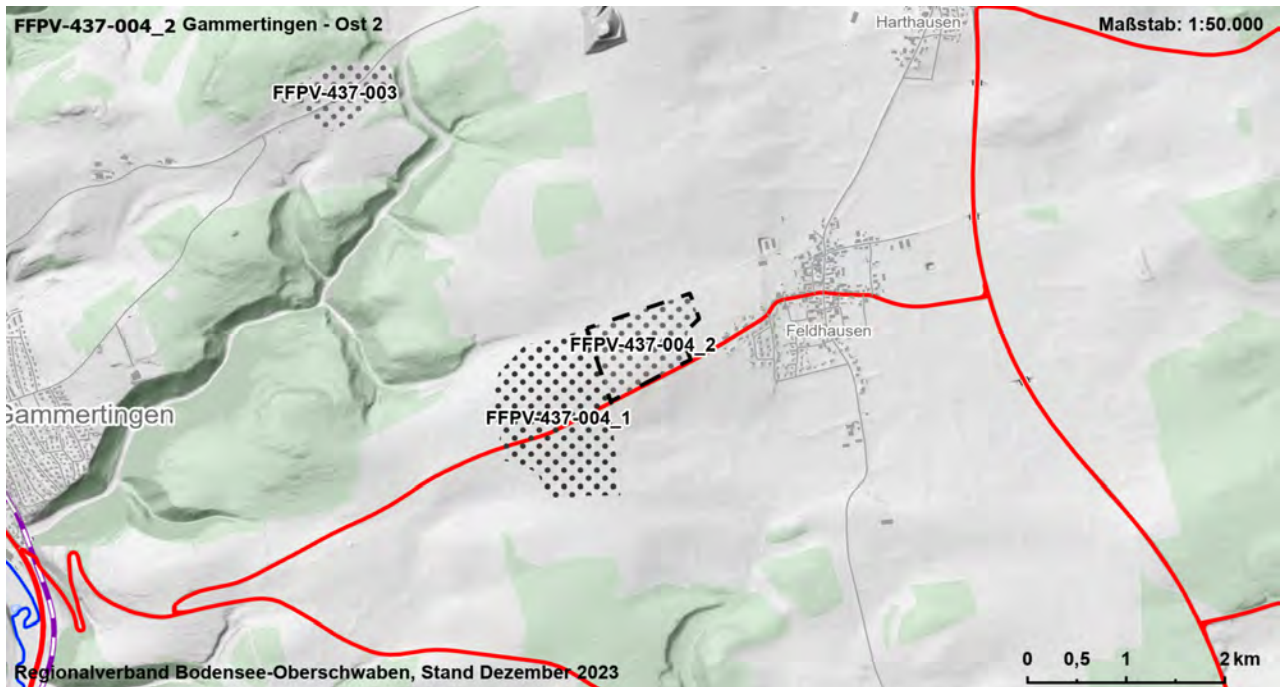 FFPV-437-004_2 Gammertingen - Ost 2
Harthausen
Maßstab: 1:50.000
FFPV-437-003
Feldhausen
FFPV-437-004_2
Gammertingen
FFPV-437-004_1
Regionalverband Bodensee-Oberschwaben, Stand Dezember 2023
0 0,5 1 2 km